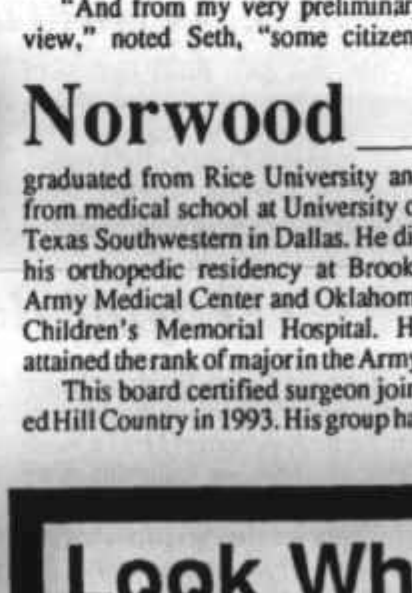 "And from my very preliminar
view," noted Seth, "some citizen
Norwood
graduated from Rice University an
from medical school at University o
Texas Southwestern in Dallas. He di
his orthopedic residency at Brook
Army Medical Center and Oklahom
Children's Memorial Hospital. H
attained the rank of major in the Army
This board certified surgeon join
ed Hill Country in 1993. His group ha
Look Wh